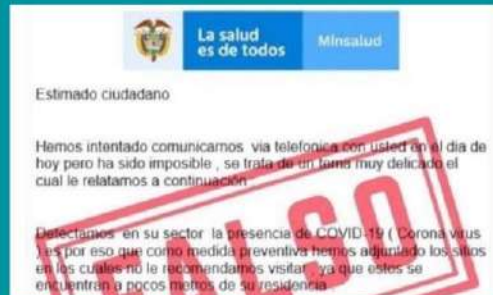 La salud
es de todos
Minsalud
Estimado ciudadano
Hemos intentado comunicarnos via telefonica con usted en el dia de
hoy pero ha sido imposible , se trata de un tema muy delicado el
cual le relatamos a continuación
Detectamos en su sector la presencia de COVID-19 ( Corona virus
) es por eso que como medida preventiva hemos adjuntado los sitios
en los cuales no le recomendamos visitar ya que estos se
encuentran a pocos metros de su residencia
FALSO